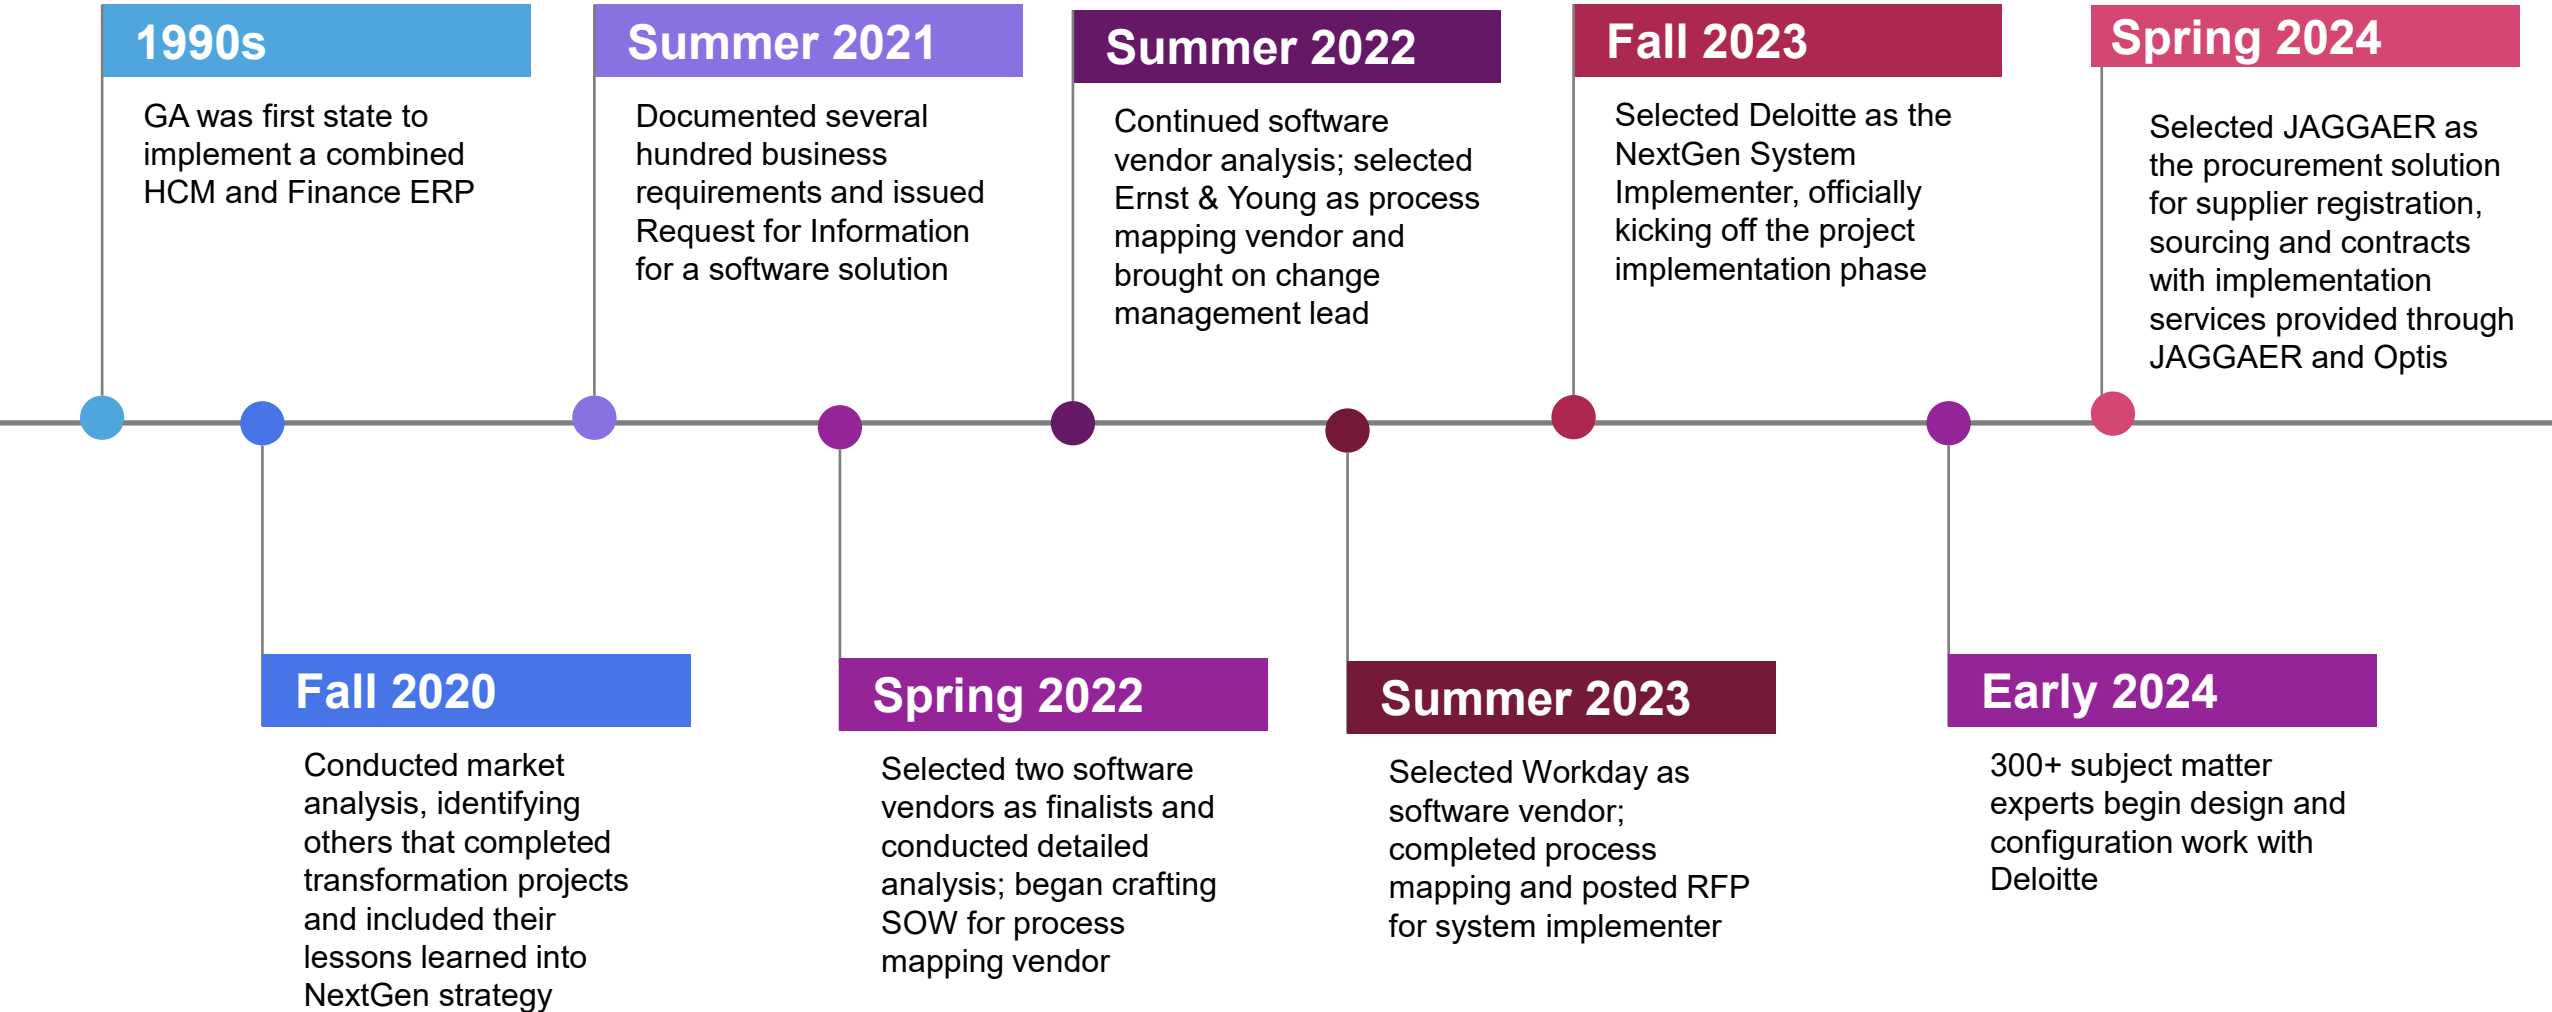 1990s
GA was first state to
implement a combined
HCM and Finance ERP
Fall 2020
Conducted market
analysis, identifying
others that completed
transformation projects
and included their
lessons learned into
NextGen strategy
Summer 2021
Documented several
hundred business
requirements and issued
Request for Information
for a software solution
Spring 2022
Selected two software
vendors as finalists and
conducted detailed
analysis; began crafting
SOW for process
mapping vendor
Summer 2022
Continued software
vendor analysis; selected
Ernst & Young as process
mapping vendor and
brought on change
management lead
Summer 2023
Selected Workday as
software vendor;
completed process
mapping and posted RFP
for system implementer
Fall 2023
Selected Deloitte as the
NextGen System
Implementer, officially
kicking off the project
implementation phase
Early 2024
300+ subject matter
experts begin design and
configuration work with
Deloitte
Spring 2024
Selected JAGGAER as
the procurement solution
for supplier registration,
sourcing and contracts
with implementation
services provided through
JAGGAER and Optis